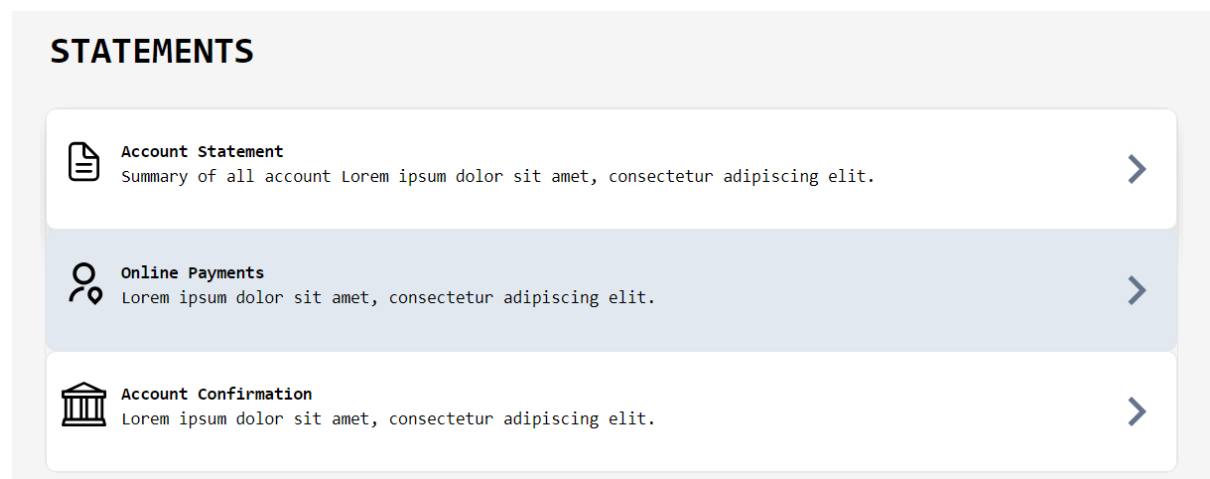 STATEMENTS
Account Statement
Summary of all account Lorem ipsum dolor sit amet, consectetur adipiscing elit.
Online Payments
Lorem ipsum dolor sit amet, consectetur adipiscing elit.
Account Confirmation
Lorem ipsum dolor sit amet, consectetur adipiscing elit.